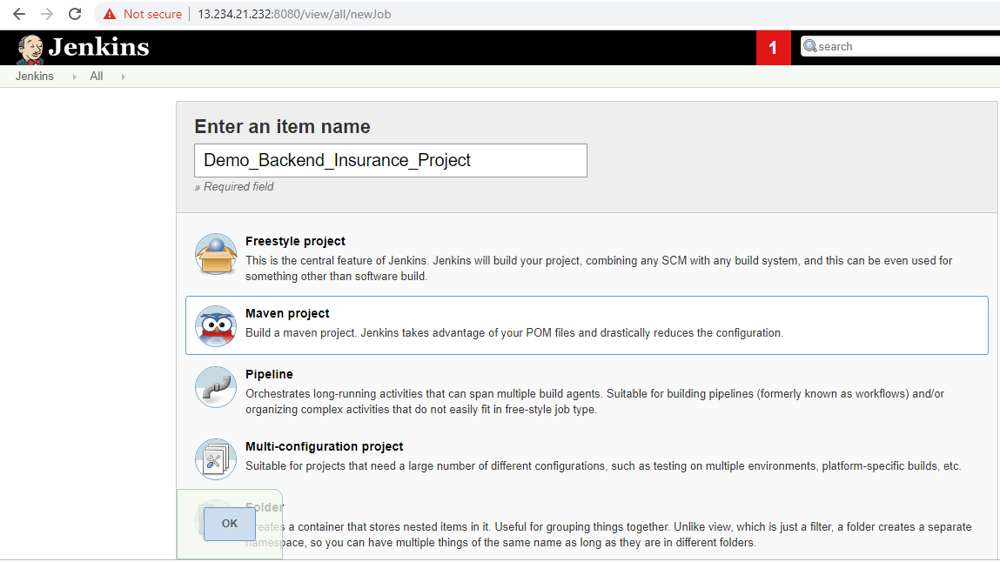 Not secure 13.234.21.232:8080/view/all/newJob
Jenkins 1 search
Jenkins All
Enter an item name
Demo_Backend_Insurance_Project
» Required field
Freestyle project
This is the central feature of Jenkins. Jenkins will build your project, combining any SCM with any build system, and this can be even used for
something other than software build.
Maven project
Build a maven project. Jenkins takes advantage of your POM files and drastically reduces the configuration.
Pipeline
Orchestrates long-running activities that can span multiple build agents. Suitable for building pipelines (formerly known as workflows) and/or
organizing complex activities that do not easily fit in free-style job type.
Multi-configuration project
Suitable for projects that need a large number of different configurations, such as testing on multiple environments, platform-specific builds, etc.
Folder
Creates a container that stores nested items in it. Useful for grouping things together. Unlike view, which is just a filter, a folder creates a separate
OK
namespace, so you can have multiple things of the same name as long as they are in different folders.